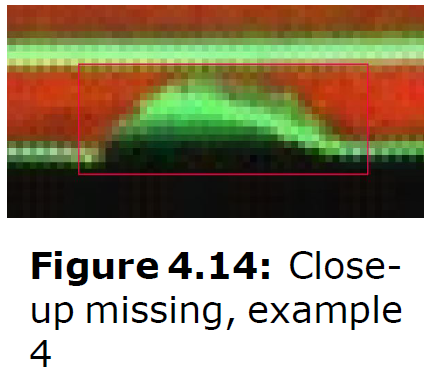 Figure 4.14: Close-
up missing, example
4